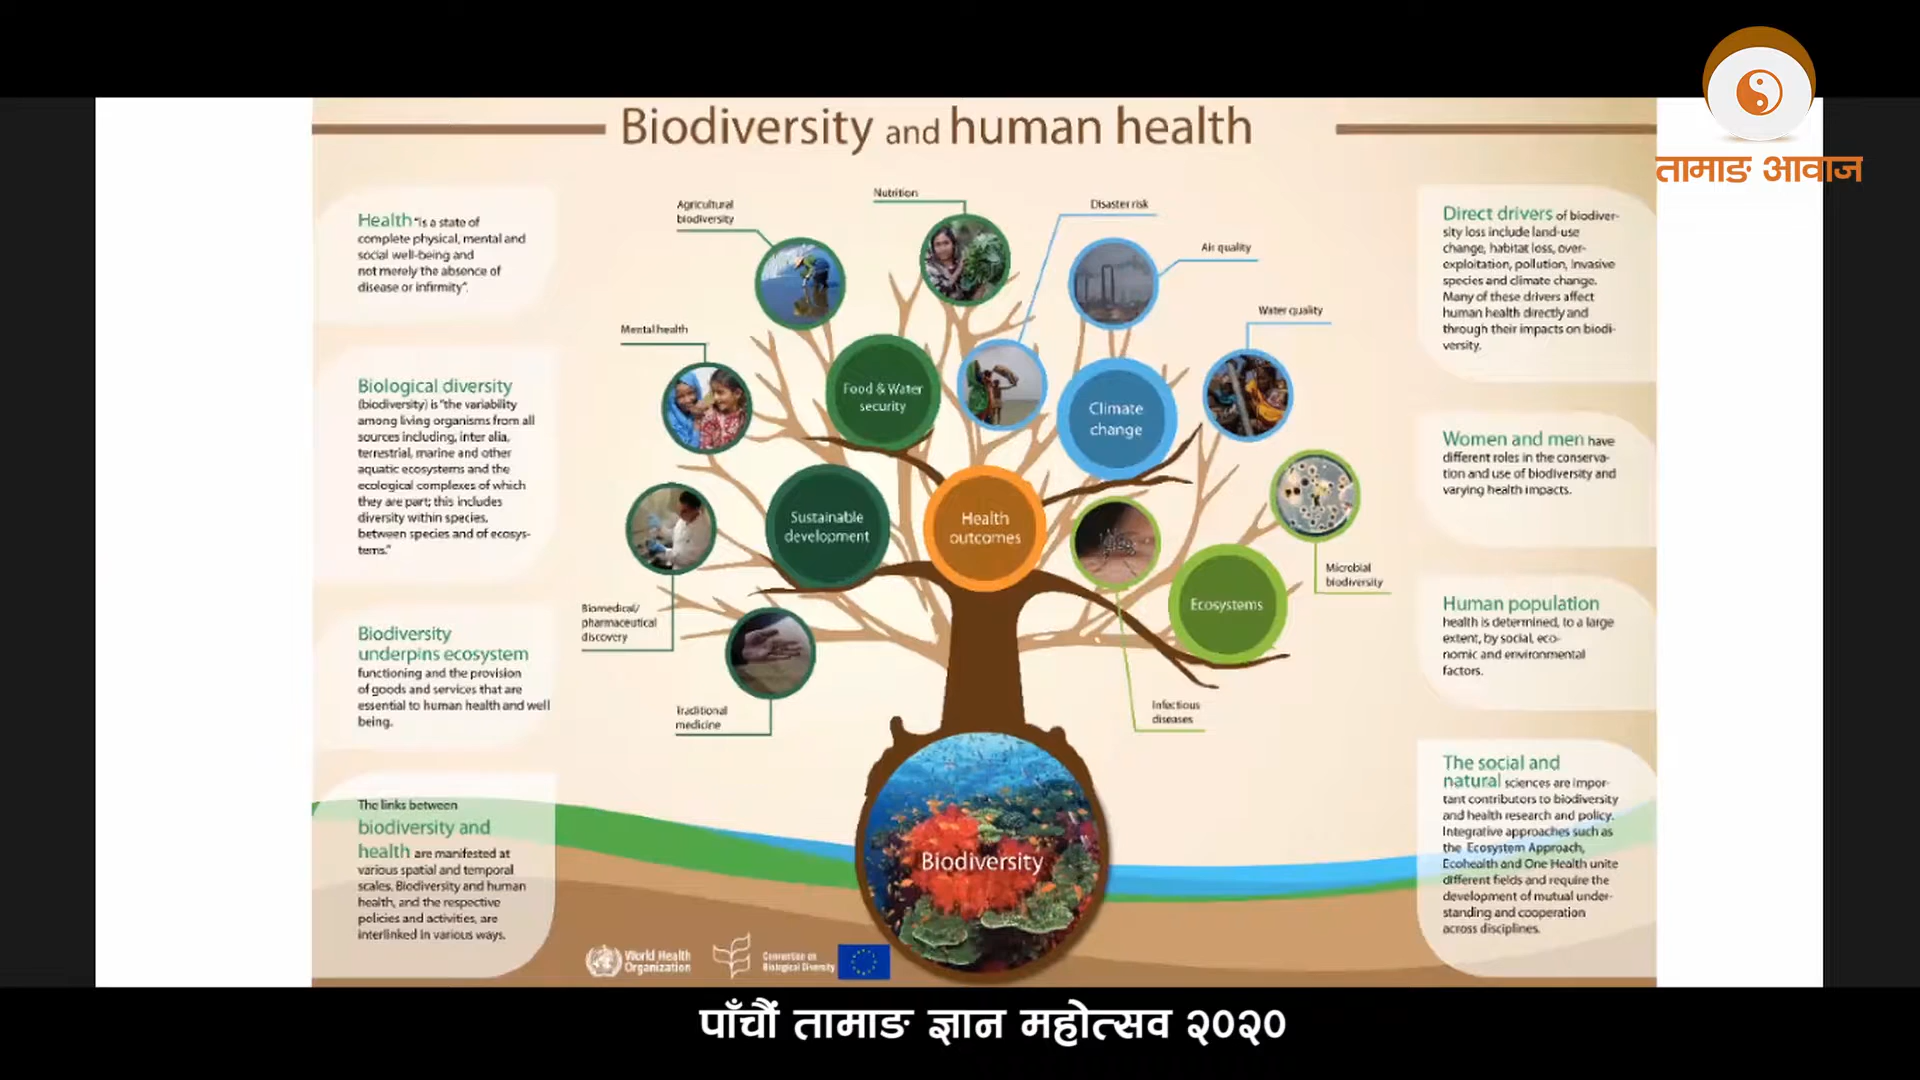 तामाङ आवाज
Biodiversity and human health
Health "is a state of
complete physical, mental and
social well-being and
not merely the absence of
disease or infirmity".
Biological diversity
(biodiversity) is "the variability
among living organisms from all
sources including, inter alia,
terrestrial, marine and other
aquatic ecosystems and the
ecological complexes of which
they are part; this includes
diversity within species,
between species and of ecosys-
tems."
Biodiversity
underpins ecosystem
functioning and the provision
of goods and services that are
essential to human health and well
being.
The links between
biodiversity and
health are manifested at
various spatial and temporal
scales. Biodiversity and human
health, and the respective
policies and activities, are
interlinked in various ways.
Agricultural
biodiversity
Nutrition
Disaster risk
Air quality
Water quality
Mental health
Food & Water
security
Climate
change
Sustainable
development
Health
outcomes
Ecosystems
Microbial
biodiversity
Biomedical/
pharmaceutical
discovery
Traditional
medicine
Infectious
diseases
Biodiversity
World Health
Organization
Convention on
Biological Diversity
Direct drivers of biodiver-
sity loss include land-use
change, habitat loss, over-
exploitation, pollution, invasive
species and climate change.
Many of these drivers affect
human health directly and
through their impacts on biodi-
versity.
Women and men have
different roles in the conserva-
tion and use of biodiversity and
varying health impacts.
Human population
health is determined, to a large
extent, by social, eco-
nomic and environmental
factors.
The social and
natural sciences are impor-
tant contributors to biodiversity
and health research and policy.
Integrative approaches such as
the Ecosystem Approach,
Ecohealth and One Health unite
different fields and require the
development of mutual under-
standing and cooperation
across disciplines.
पाँचौं तामाङ ज्ञान महोत्सव २०२०